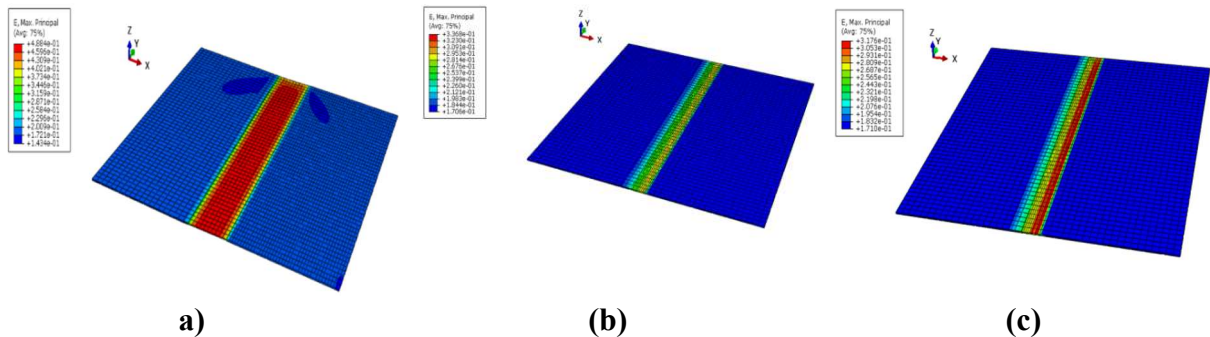 E, Max. Principal
(Avg: 75%)
+4.884e-01
+4.596e-01
+4.309e-01
+4.021e-01
+3.734e-01
+3.446e-01
+3.159e-01
+2.871e-01
+2.584e-01
+2.296e-01
+2.009e-01
+1.721e-01
+1.434e-01
Z
Y
X
a)
E, Max. Principal
(Avg: 75%)
+3.368e-01
+3.230e-01
+3.091e-01
+2.953e-01
+2.814e-01
+2.676e-01
+2.537e-01
+2.399e-01
+2.260e-01
+2.121e-01
+1.983e-01
+1.844e-01
+1.706e-01
Z
Y
X
(b)
E, Max. Principal
(Avg: 75%)
+3.176e-01
+3.053e-01
+2.931e-01
+2.809e-01
+2.687e-01
+2.565e-01
+2.443e-01
+2.321e-01
+2.198e-01
+2.076e-01
+1.954e-01
+1.832e-01
+1.710e-01
Z
Y
X
(c)